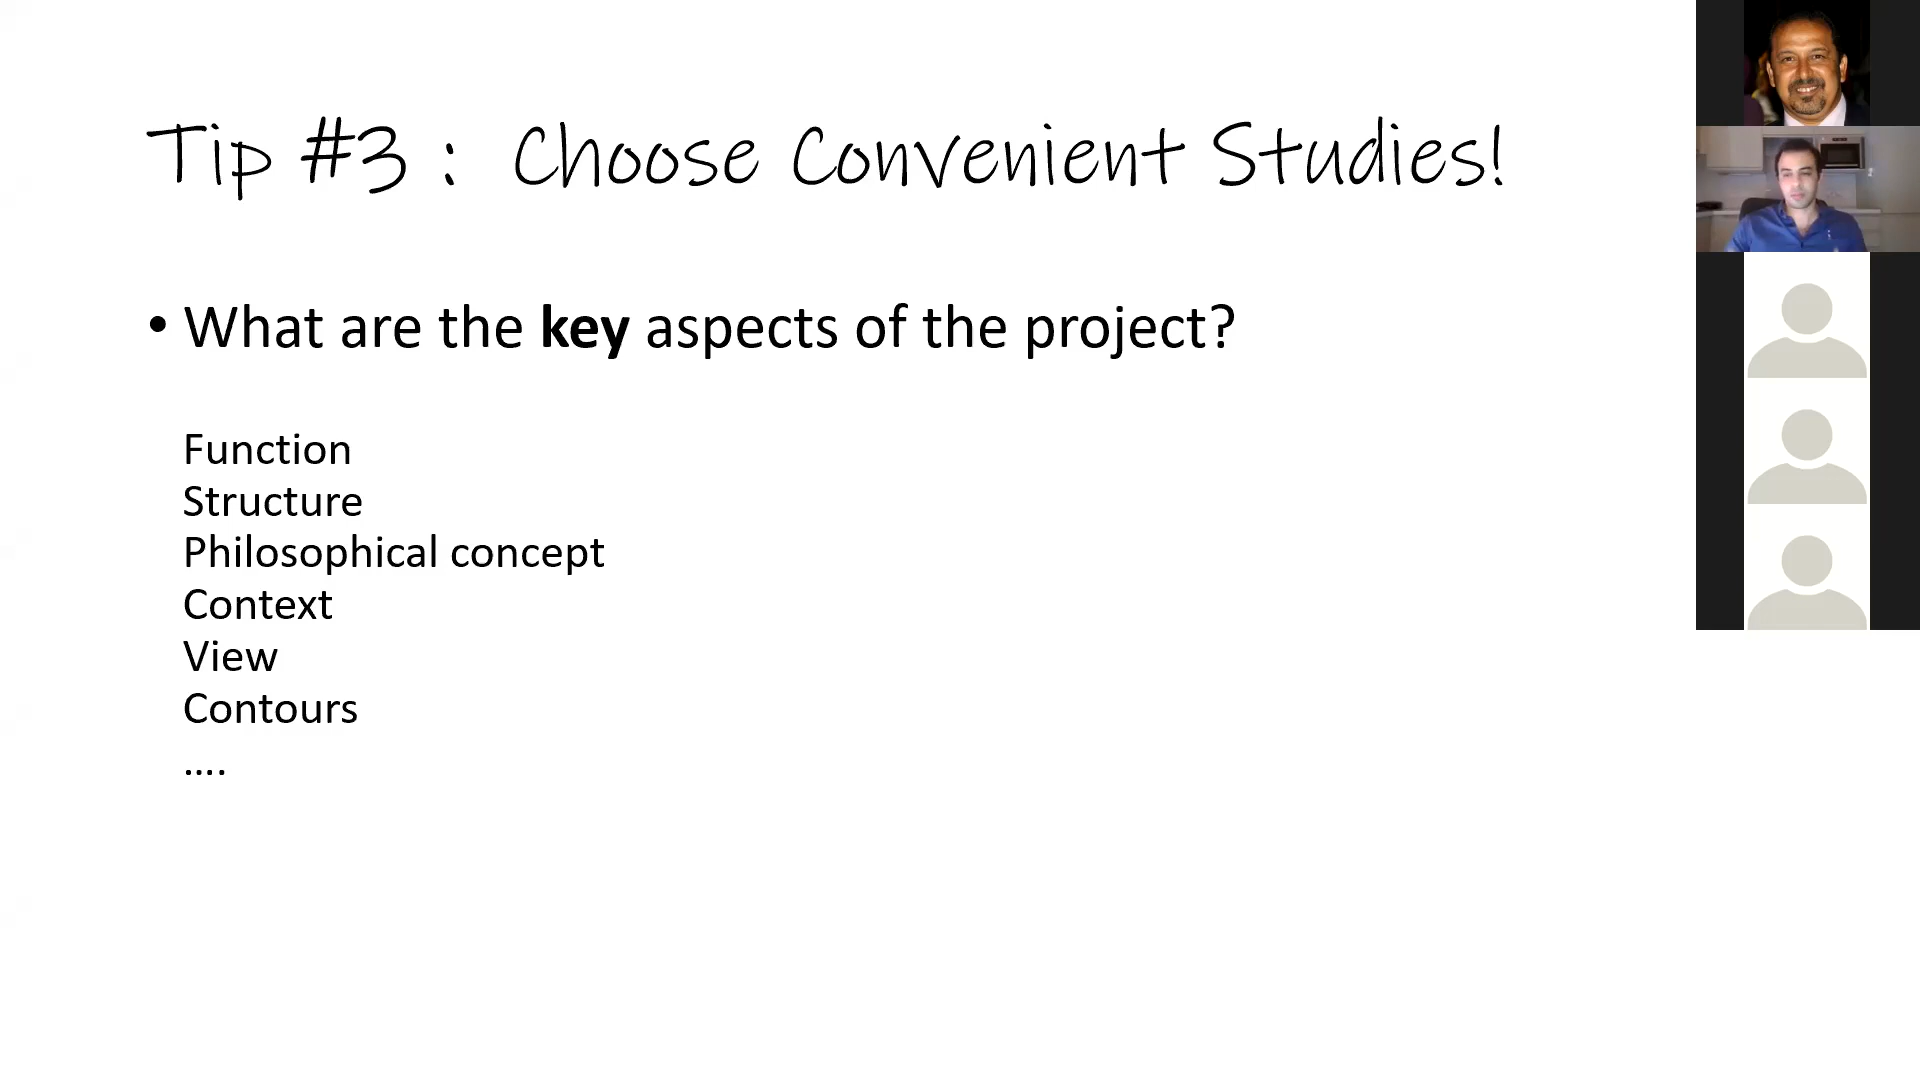 Tip #3 : Choose Convenient Studies!
• What are the key aspects of the project?
Function
Structure
Philosophical concept
Context
View
Contours
....